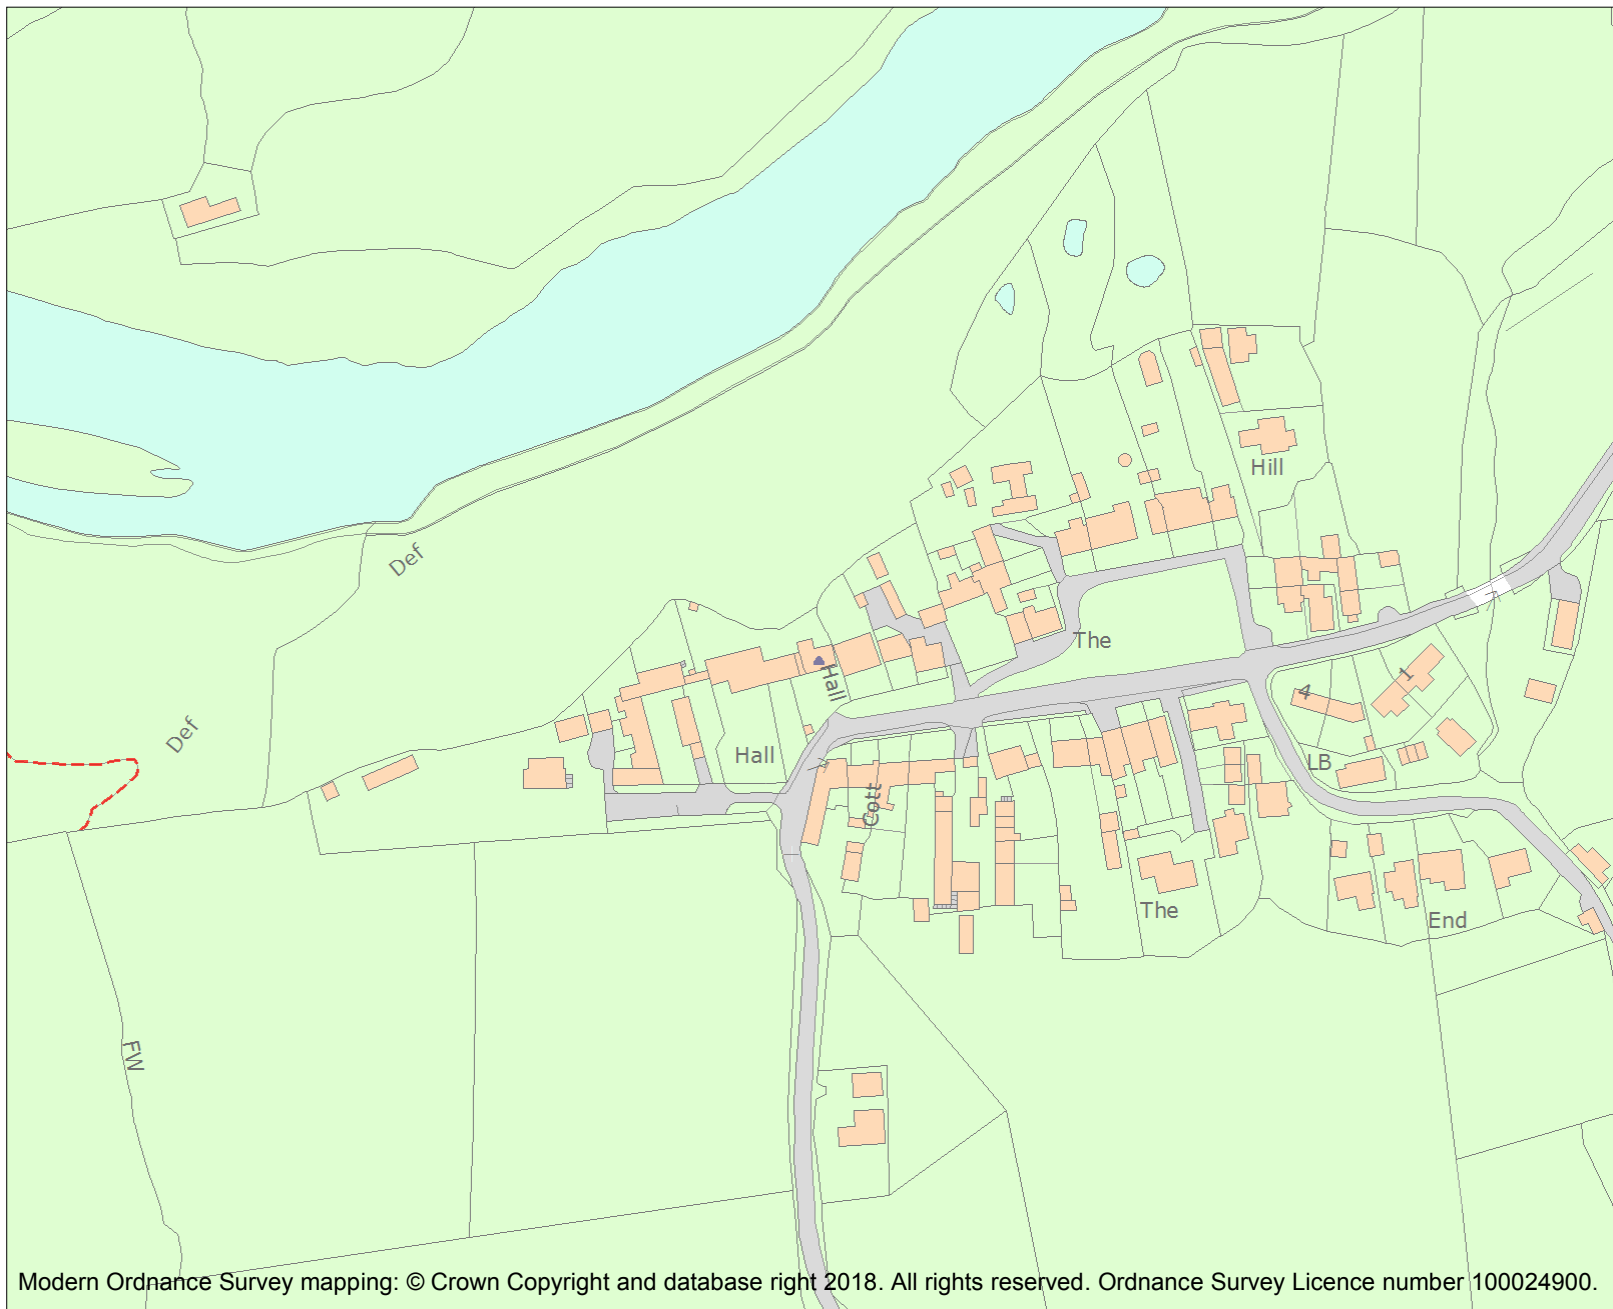 Hill
Def
The
Hall
1
4
Def
Hall
LB
Cott
The
End
FW
Modern Ordnance Survey mapping: © Crown Copyright and database right 2018. All rights reserved. Ordnance Survey Licence number 100024900.